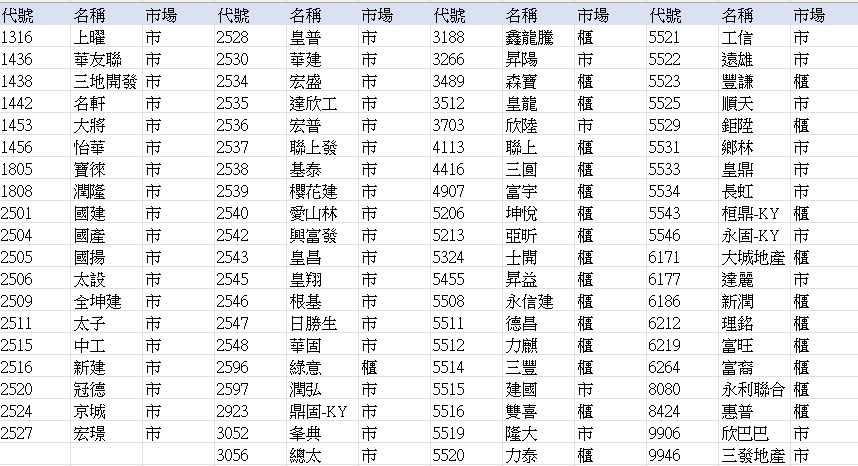 代號 名稱 市場 代號 名稱 市場 代號 名稱 市場 代號 名稱 市場
1316 上曜 市 2528 皇普 市 3188 鑫龍騰 櫃 5521 工信 市
1436 華友聯 市 2530 華建 市 3266 昇陽 市 5522 遠雄 市
1438 三地開發 市 2534 宏盛 市 3489 森寶 櫃 5523 豐謙 櫃
1442 名軒 市 2535 達欣工 市 3512 皇龍 櫃 5525 順天 市
1453 大將 市 2536 宏普 市 3703 欣陸 市 5529 鉅陞 櫃
1456 怡華 市 2537 聯上發 市 4113 聯上 櫃 5531 鄉林 市
1805 寶徠 市 2538 基泰 市 4416 三圓 櫃 5533 皇鼎 市
1808 潤隆 市 2539 櫻花建 市 4907 富宇 櫃 5534 長虹 市
2501 國建 市 2540 愛山林 市 5206 坤悅 櫃 5543 桓鼎-KY 櫃
2504 國產 市 2542 興富發 市 5213 亞昕 櫃 5546 永固-KY 市
2505 國揚 市 2543 皇昌 市 5324 士開 櫃 6171 大城地產 櫃
2506 太設 市 2545 皇翔 市 5455 昇益 櫃 6177 達麗 市
2509 全坤建 市 2546 根基 市 5508 永信建 櫃 6186 新潤 櫃
2511 太子 市 2547 日勝生 市 5511 德昌 櫃 6212 理銘 櫃
2515 中工 市 2548 華固 市 5512 力麒 櫃 6219 富旺 櫃
2516 新建 市 2596 綠意 櫃 5514 三豐 櫃 6264 富裔 櫃
2520 冠德 市 2597 潤弘 市 5515 建國 市 8080 永利聯合 櫃
2524 京城 市 2923 鼎固-KY 市 5516 雙喜 櫃 8424 惠普 櫃
2527 宏璟 市 3052 夆典 市 5519 隆大 市 9906 欣巴巴 市
3056 總太 市 5520 力泰 櫃 9946 三發地產 市